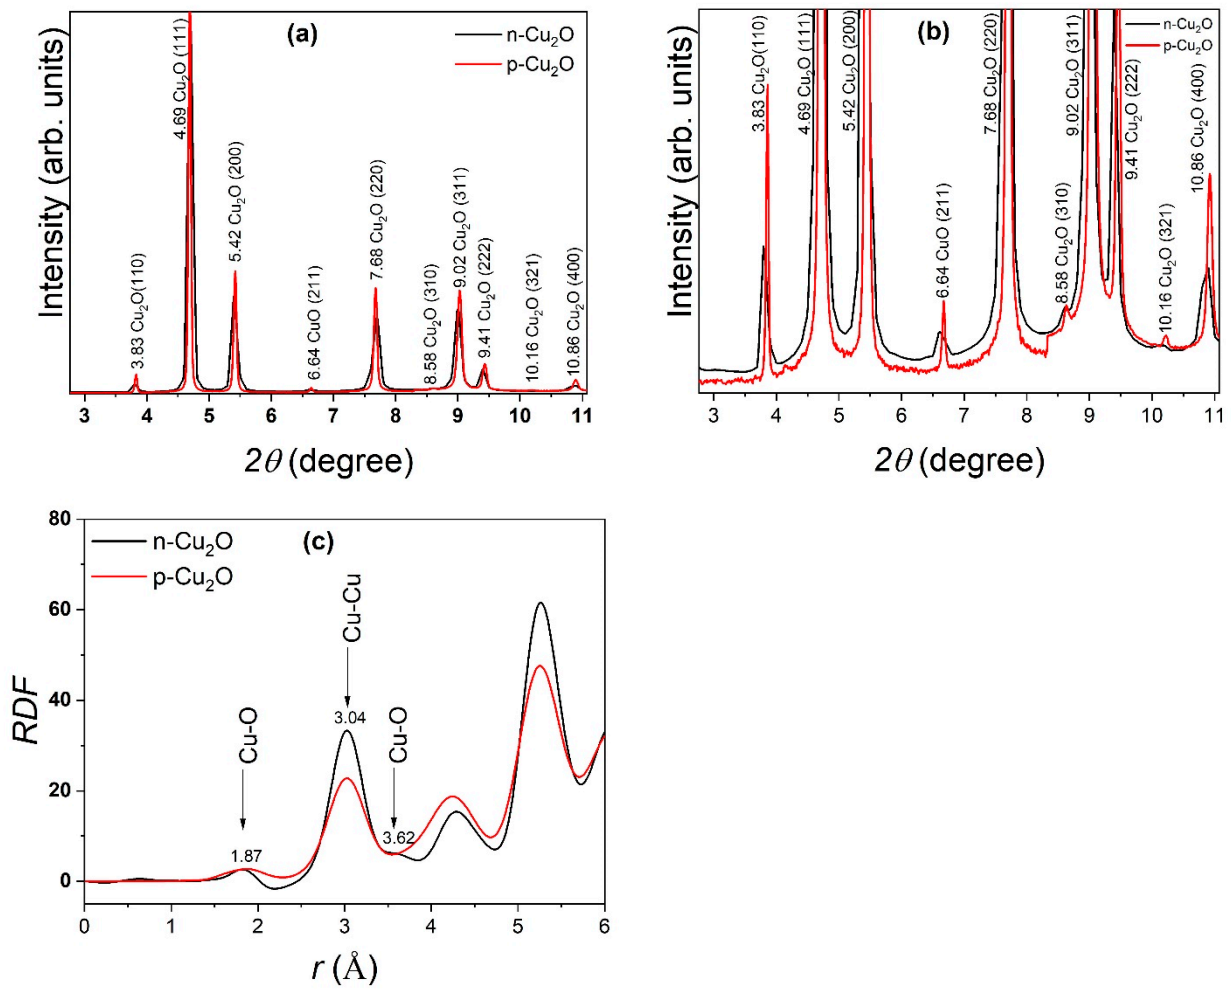 (a)
n-Cu₂O
p-Cu₂O
Intensity (arb. units)
3.83 Cu₂O(110)
4.69 Cu₂O (111)
5.42 Cu₂O (200)
6.64 CuO (211)
7.68 Cu₂O (220)
8.58 Cu₂O (310)
9.02 Cu₂O (311)
9.41 Cu₂O (222)
10.16 Cu₂O (321)
10.86 Cu₂O (400)
3 4 5 6 7 8 9 10 11
2θ (degree)
(b)
n-Cu₂O
p-Cu₂O
Intensity (arb. units)
3.83 Cu₂O(110)
4.69 Cu₂O (111)
5.42 Cu₂O (200)
6.64 CuO (211)
7.68 Cu₂O (220)
8.58 Cu₂O (310)
9.02 Cu₂O (311)
9.41 Cu₂O (222)
10.16 Cu₂O (321)
10.86 Cu₂O (400)
3 4 5 6 7 8 9 10 11
2θ (degree)
(c)
n-Cu₂O
p-Cu₂O
RDF
80
60
40
20
0
Cu-O
1.87
Cu-Cu
3.04
Cu-O
3.62
0 1 2 3 4 5 6
r (Å)